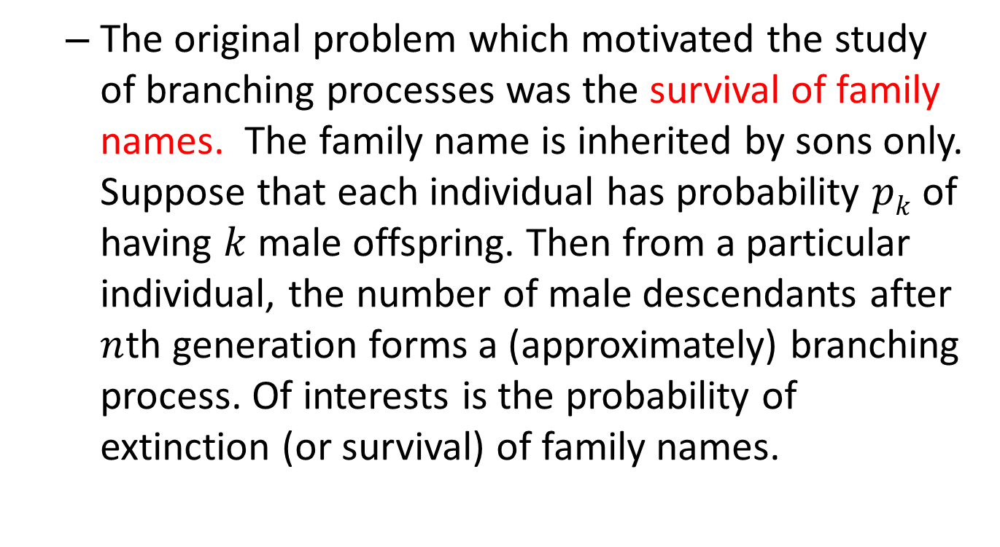 – The original problem which motivated the study
of branching processes was the survival of family
names. The family name is inherited by sons only.
Suppose that each individual has probability pₖ of
having k male offspring. Then from a particular
individual, the number of male descendants after
nth generation forms a (approximately) branching
process. Of interests is the probability of
extinction (or survival) of family names.